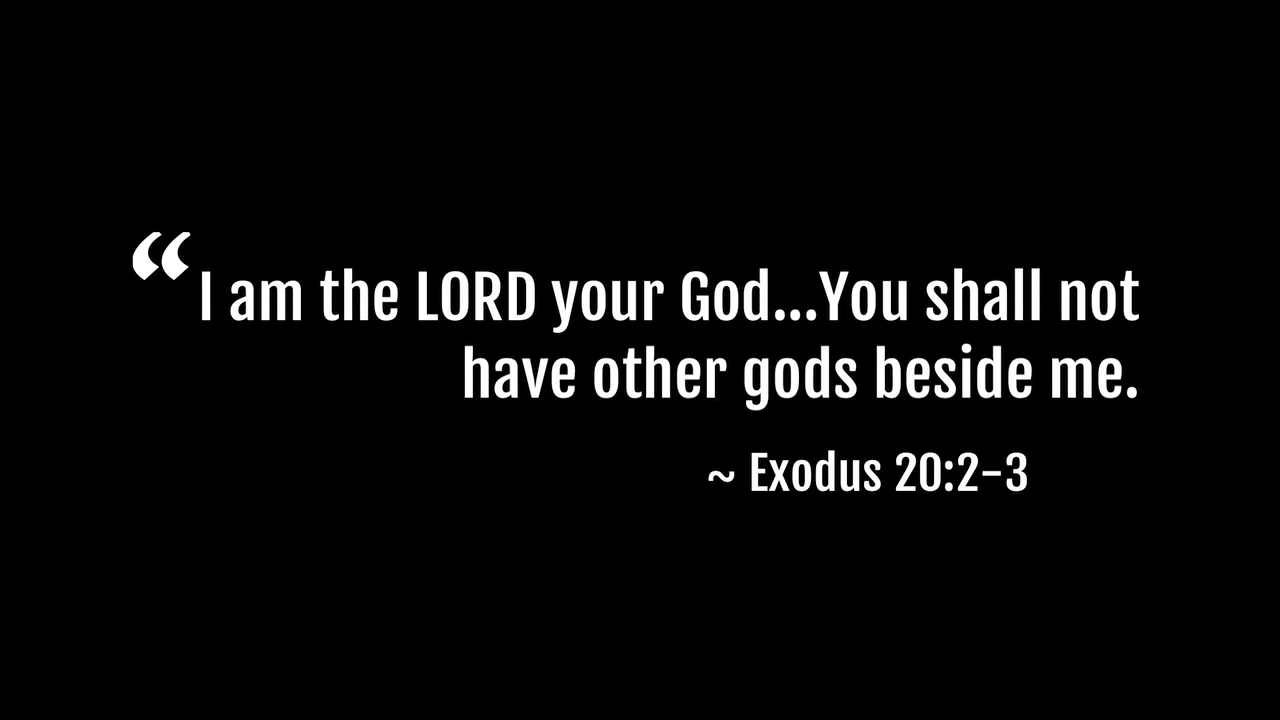 “I am the LORD your God...You shall not
have other gods beside me.
~ Exodus 20:2-3